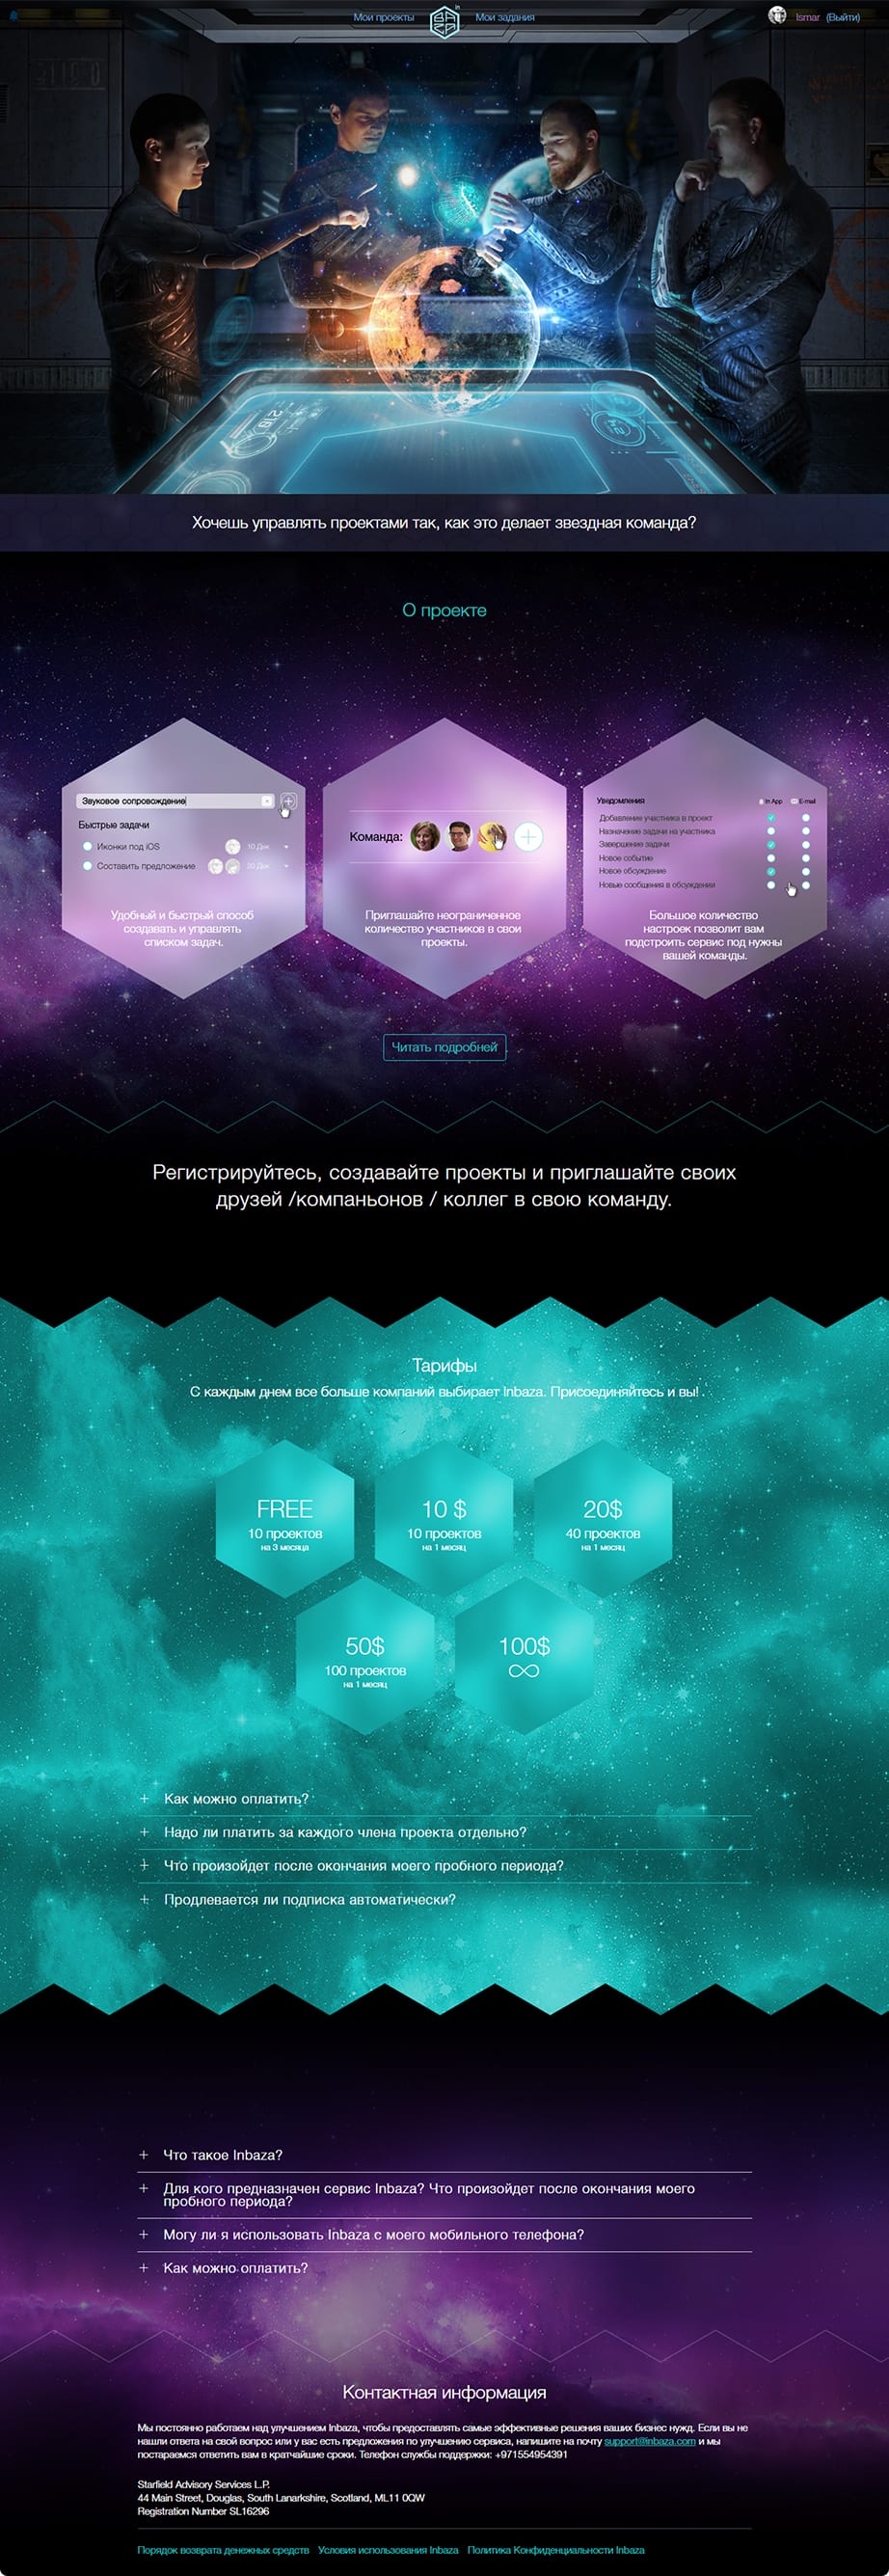 Мои проекты
in
BAZA
Мои задания
Ismar (Выйти)
Хочешь управлять проектами так, как это делает звездная команда?
О проекте
Звуковое сопровождение
Быстрые задачи
Иконки под iOS
10 Дек
Составить предложение
20 Дек
Удобный и быстрый способ
создавать и управлять
списком задач.
Команда:
Приглашайте неограниченное
количество участников в свои
проекты.
Уведомления
In App
E-mail
Добавление участника в проект
Назначение задачи на участника
Завершение задачи
Новое событие
Новое обсуждение
Новые сообщения в обсуждении
Большое количество
настроек позволит вам
подстроить сервис под нужны
вашей команды.
Читать подробней
Регистрируйтесь, создавайте проекты и приглашайте своих
друзей /компаньонов / коллег в свою команду.
Тарифы
С каждым днем все больше компаний выбирает Inbaza. Присоединяйтесь и вы!
FREE
10 проектов
на 3 месяца
10 $
10 проектов
на 1 месяц
20$
40 проектов
на 1 месяц
50$
100 проектов
на 1 месяц
100$
∞
+ Как можно оплатить?
+ Надо ли платить за каждого члена проекта отдельно?
+ Что произойдет после окончания моего пробного периода?
+ Продлевается ли подписка автоматически?
+ Что такое Inbaza?
+ Для кого предназначен сервис Inbaza? Что произойдет после окончания моего
пробного периода?
+ Могу ли я использовать Inbaza с моего мобильного телефона?
+ Как можно оплатить?
Контактная информация
Мы постоянно работаем над улучшением Inbaza, чтобы предоставлять самые эффективные решения ваших бизнес нужд. Если вы не
нашли ответа на свой вопрос или у вас есть предложения по улучшению сервиса, напишите на почту support@inbaza.com и мы
постараемся ответить вам в кратчайшие сроки. Телефон службы поддержки: +971554954391
Starfield Advisory Services L.P.
44 Main Street, Douglas, South Lanarkshire, Scotland, ML11 0QW
Registration Number SL16296
Порядок возврата денежных средств Условия использования Inbaza Политика Конфиденциальности Inbaza